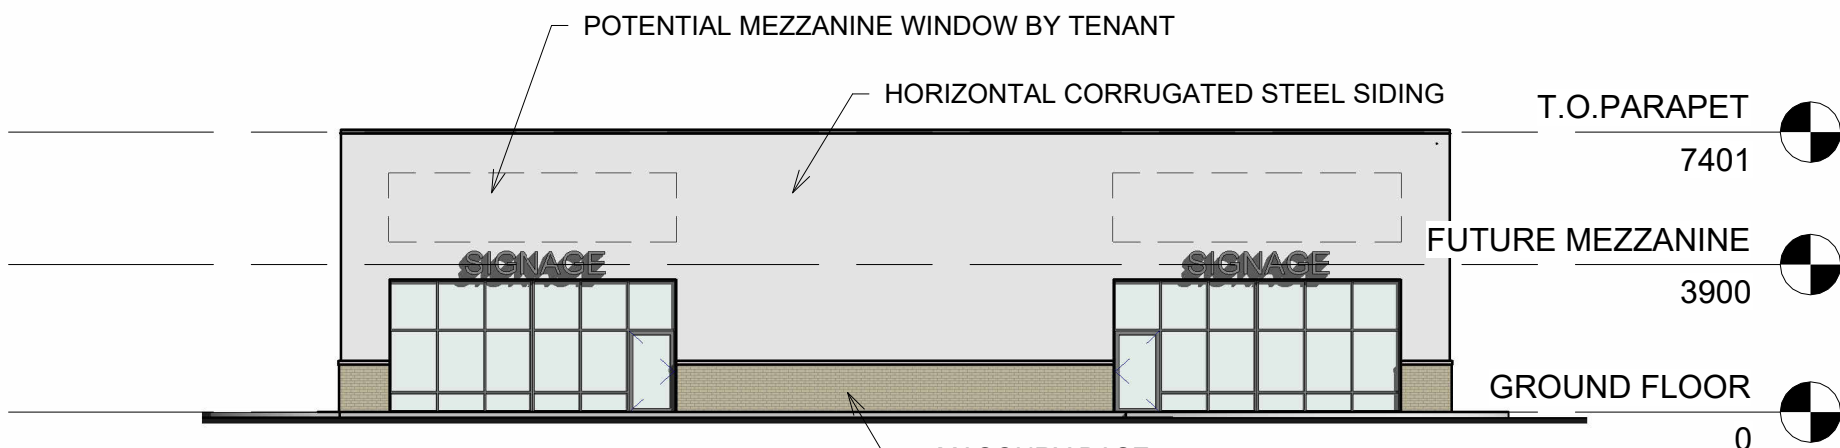 POTENTIAL MEZZANINE WINDOW BY TENANT
HORIZONTAL CORRUGATED STEEL SIDING
T.O.PARAPET
7401
FUTURE MEZZANINE
3900
SIGNAGE
SIGNAGE
GROUND FLOOR
0